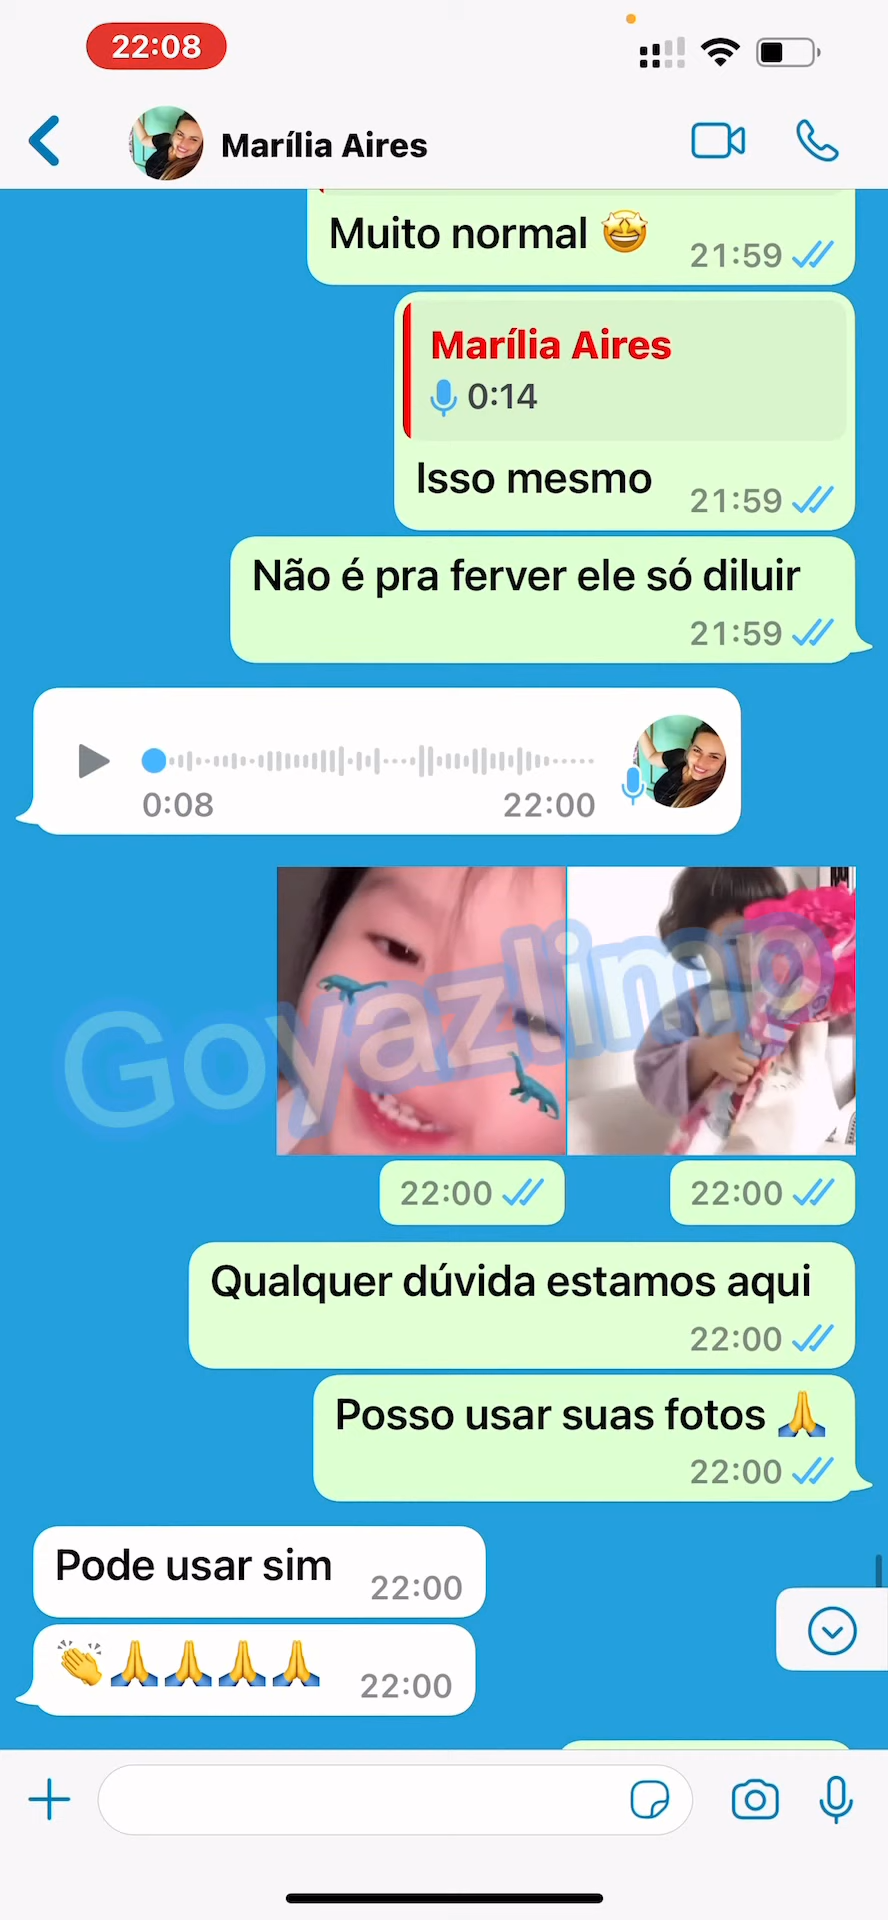 22:08
Marília Aires
Muito normal 🤩
21:59
Marília Aires
0:14
Isso mesmo
21:59
Não é pra ferver ele só diluir
21:59
0:08
22:00
Goyazlimp
22:00
22:00
Qualquer dúvida estamos aqui
22:00
Posso usar suas fotos 🙏
22:00
Pode usar sim
22:00
👏🙏🙏🙏🙏
22:00